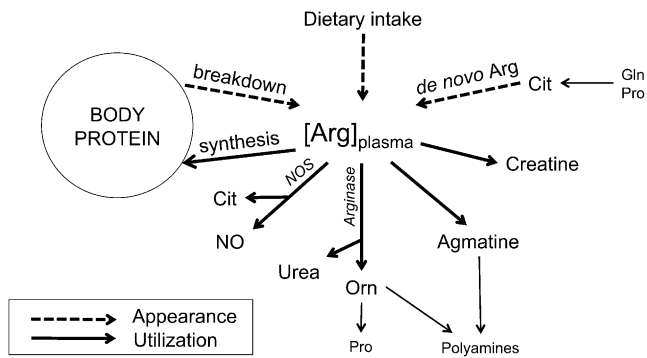 Dietary intake
breakdown
de novo Arg
Cit
Gln
Pro
BODY
PROTEIN
synthesis
[Arg]plasma
Creatine
NOS
Arginase
Cit
NO
Agmatine
Urea
Orn
Pro
Polyamines
Appearance
Utilization